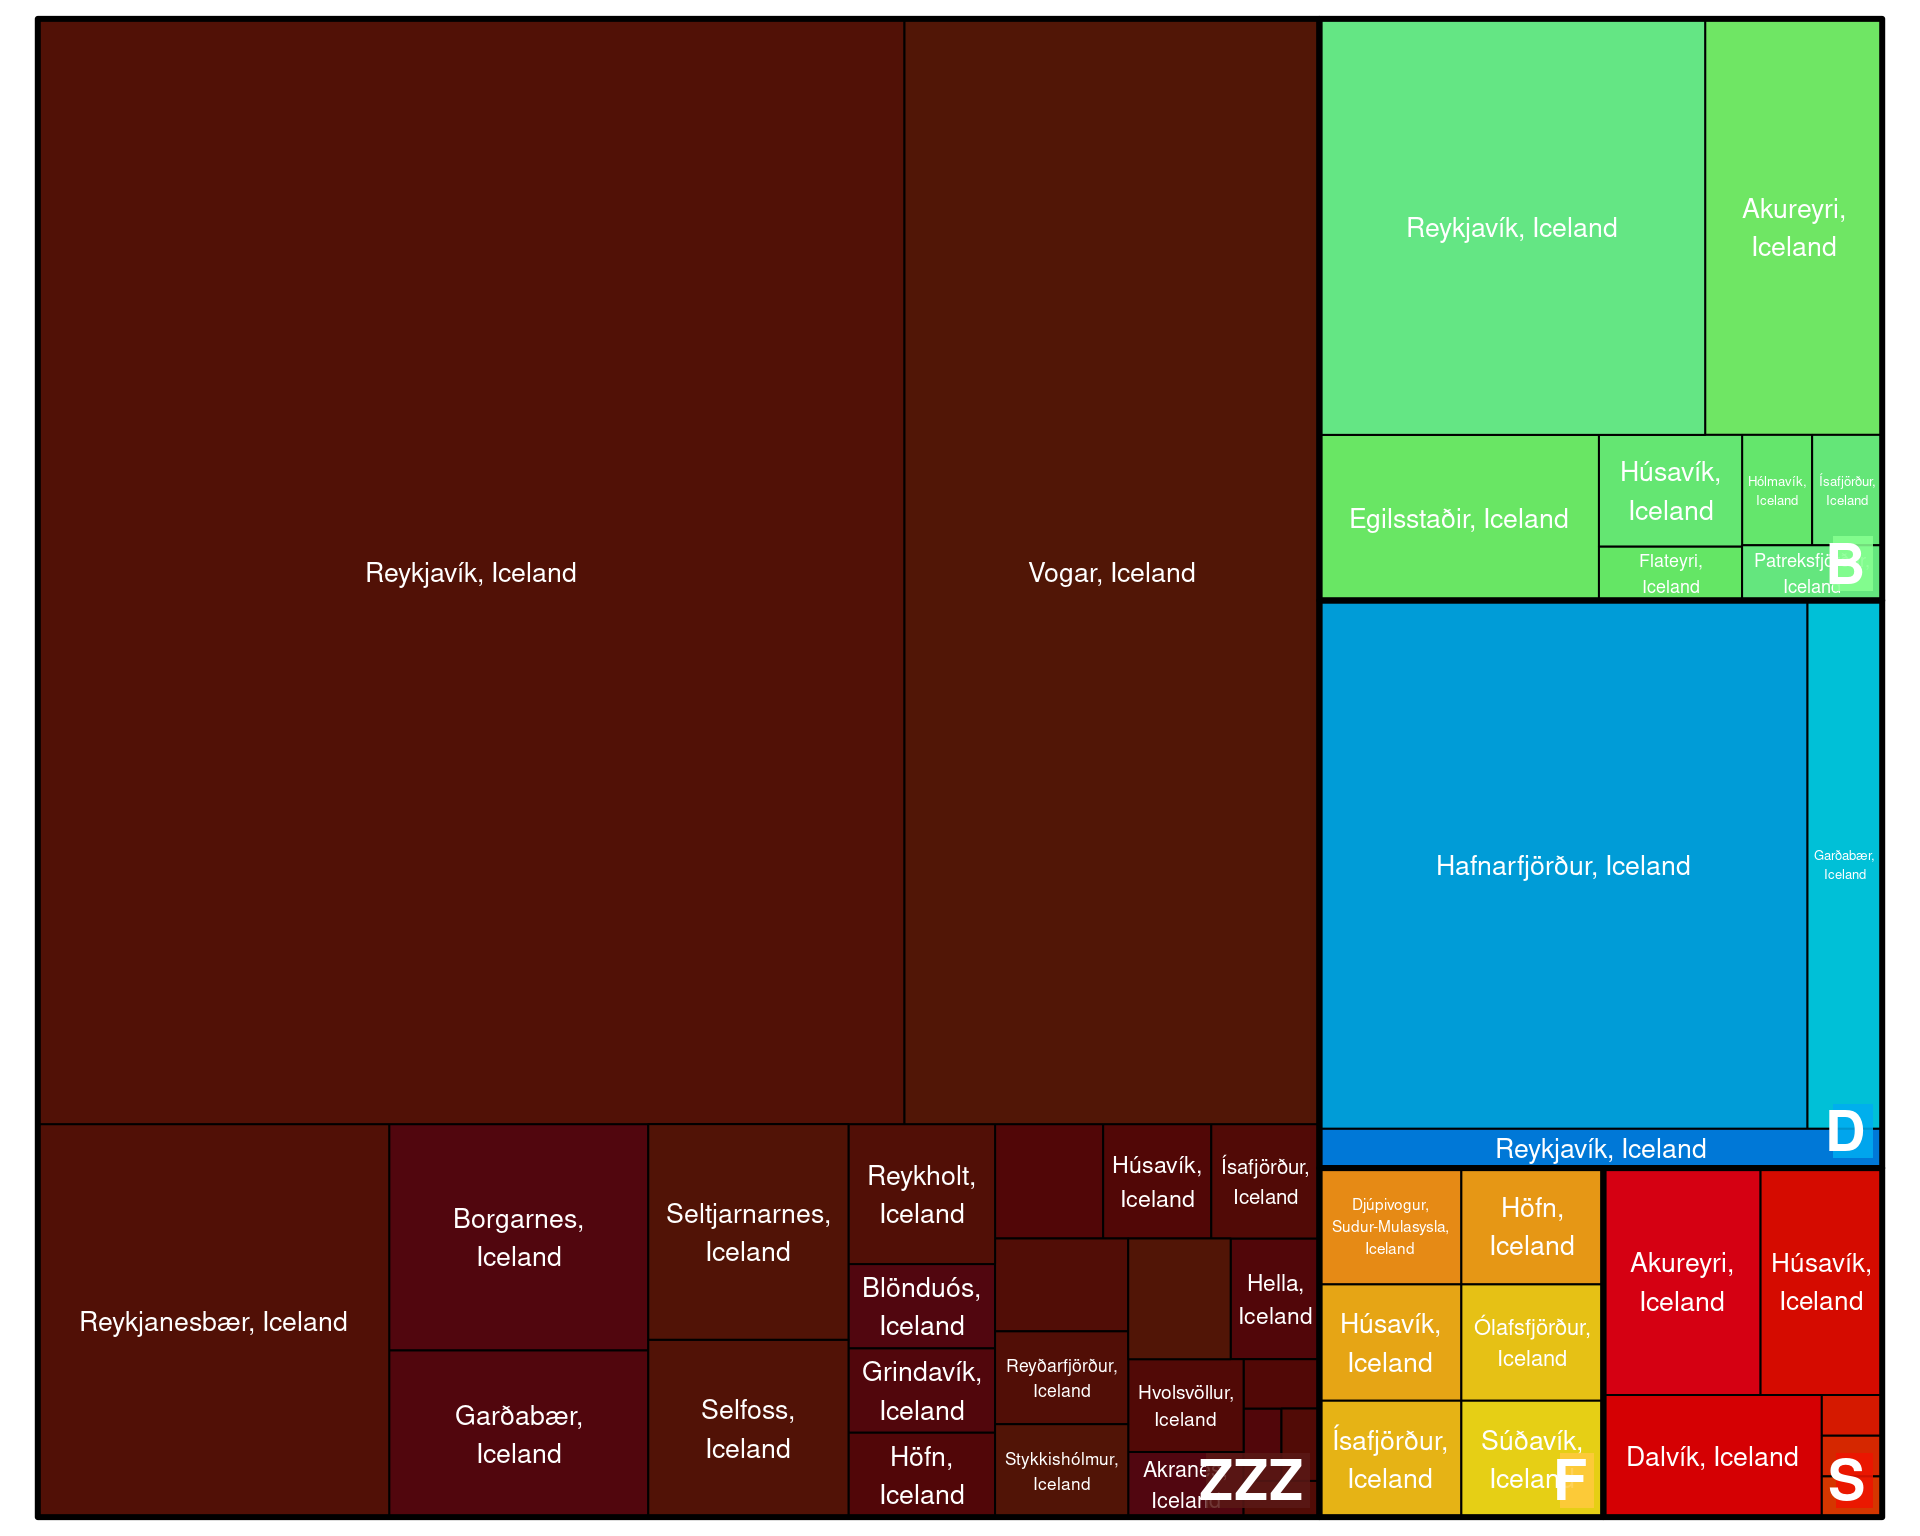 Reykjavík, Iceland
Vogar, Iceland
Reykjanesbær, Iceland
Borgarnes,
Iceland
Garðabær,
Iceland
Seltjarnarnes,
Iceland
Selfoss,
Iceland
Reykholt,
Iceland
Blönduós,
Iceland
Grindavík,
Iceland
Höfn,
Iceland
Húsavík,
Iceland
Ísafjörður,
Iceland
Hella,
Iceland
Reyðarfjörður,
Iceland
Stykkishólmur,
Iceland
Hvolsvöllur,
Iceland
Akranes,
Iceland
ZZZ
Reykjavík, Iceland
Akureyri,
Iceland
Egilsstaðir, Iceland
Húsavík,
Iceland
Flateyri,
Iceland
Hólmavík,
Iceland
Ísafjörður,
Iceland
Iceland
B
Hafnarfjörður, Iceland
Garðabær,
Iceland
Reykjavík, Iceland
D
Djúpivogur,
Sudur-Mulasysla,
Iceland
Höfn,
Iceland
Húsavík,
Iceland
Ólafsfjörður,
Iceland
Ísafjörður,
Iceland
Súðavík,
Iceland
F
Akureyri,
Iceland
Húsavík,
Iceland
Dalvík, Iceland
S